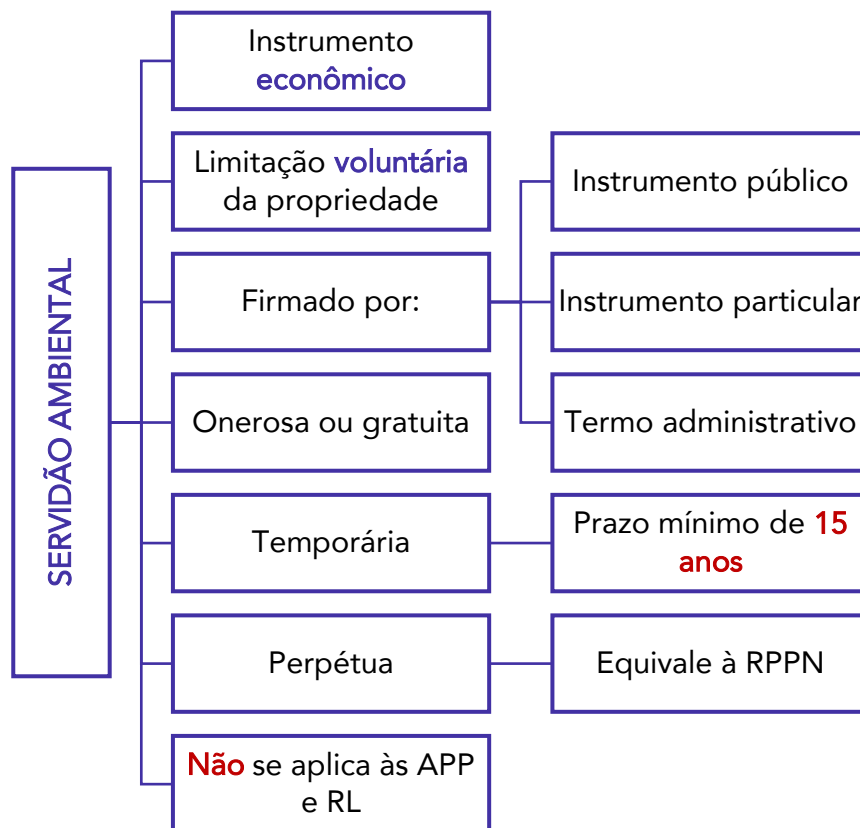 SERVIDÃO AMBIENTAL
Instrumento
econômico
Limitação voluntária
da propriedade
Firmado por:
Instrumento público
Instrumento particular
Termo administrativo
Onerosa ou gratuita
Temporária
Prazo mínimo de 15
anos
Perpétua
Equivale à RPPN
Não se aplica às APP
e RL